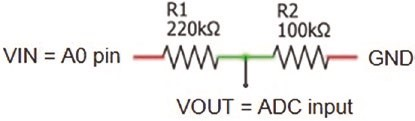 R1 R2
220kΩ 100kΩ
VIN = A0 pin GND
VOUT = ADC input